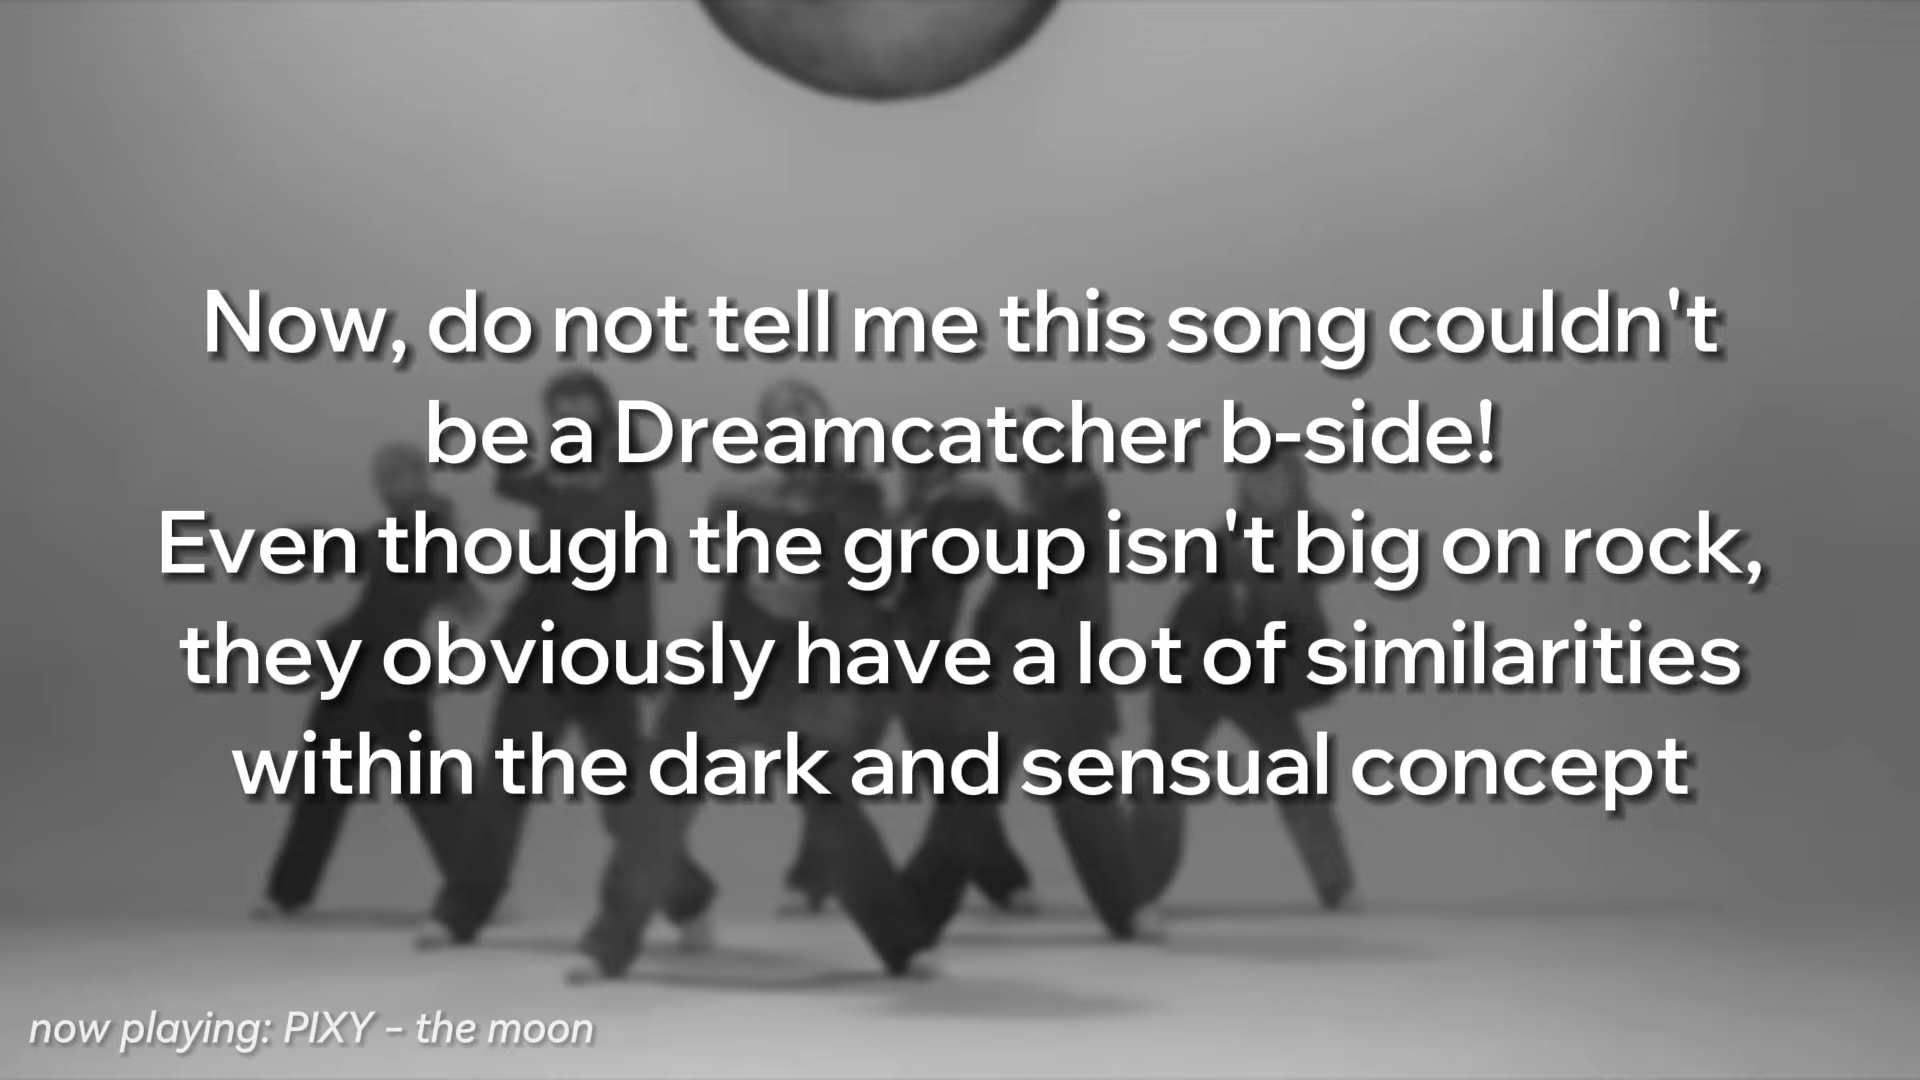 Now, do not tell me this song couldn't
be a Dreamcatcher b-side!
Even though the group isn't big on rock,
they obviously have a lot of similarities
within the dark and sensual concept
now playing: PIXY - the moon